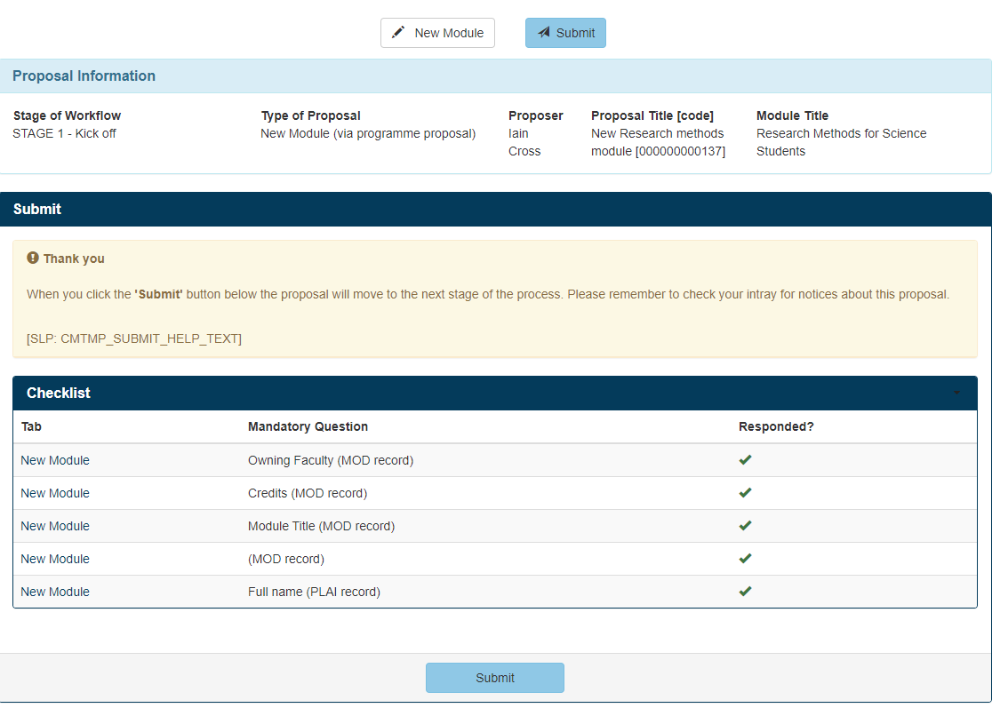 New Module Submit
Proposal Information
Stage of Workflow Type of Proposal Proposer Proposal Title [code] Module Title
STAGE 1 - Kick off New Module (via programme proposal) Iain New Research methods Research Methods for Science
Cross module [000000000137] Students
Submit
Thank you
When you click the 'Submit' button below the proposal will move to the next stage of the process. Please remember to check your intray for notices about this proposal.
[SLP: CMTMP_SUBMIT_HELP_TEXT]
Checklist
Tab Mandatory Question Responded?
New Module Owning Faculty (MOD record)
New Module Credits (MOD record)
New Module Module Title (MOD record)
New Module (MOD record)
New Module Full name (PLAI record)
Submit